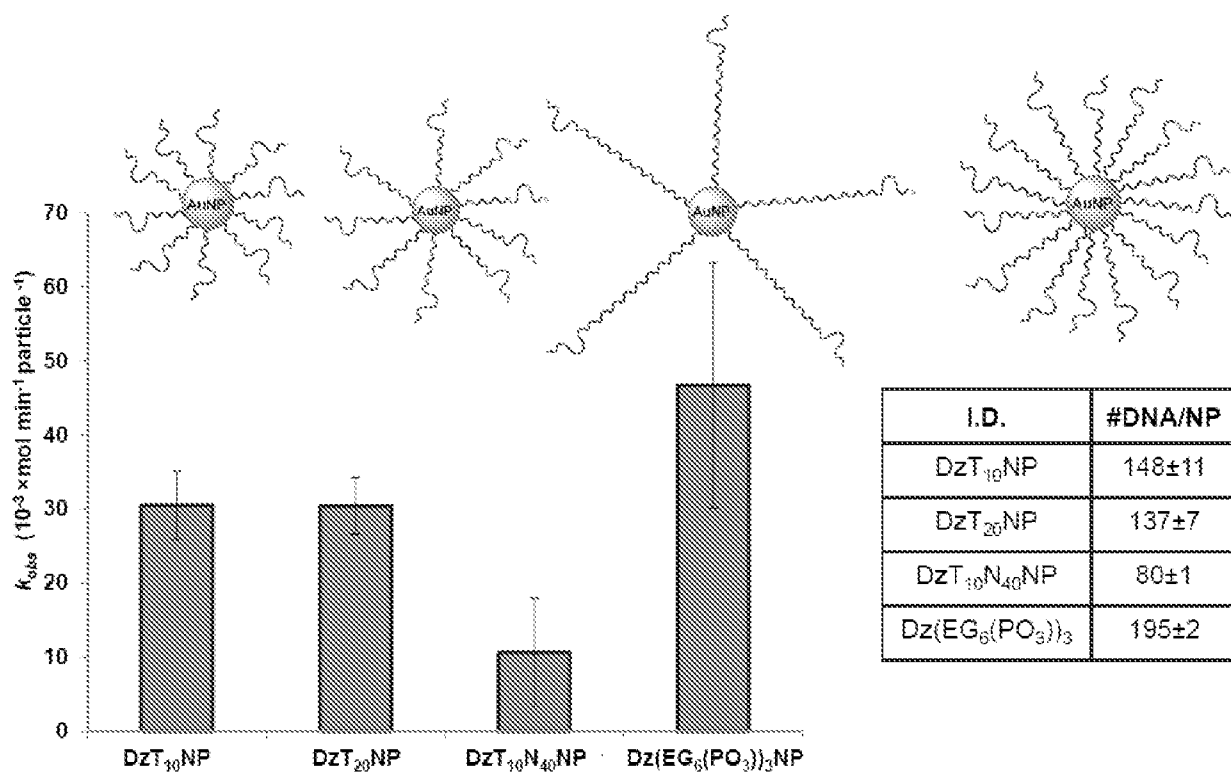 AuNP
AuNP
AuNP
AuNP
70
60
50
40
30
20
10
0
k_obs (10⁻³ ×mol min⁻¹ particle⁻¹)
DzT₁₀NP
DzT₂₀NP
DzT₁₀N₄₀NP
Dz(EG₆(PO₃))₃NP
I.D. #DNA/NP
DzT₁₀NP 148±11
DzT₂₀NP 137±7
DzT₁₀N₄₀NP 80±1
Dz(EG₆(PO₃))₃ 195±2